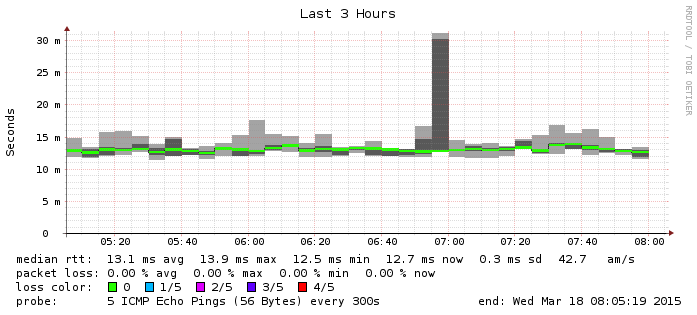 Last 3 Hours
RRDTOOL / TOBI OETIKER
Seconds
30 m
25 m
20 m
15 m
10 m
5 m
0
05:20 05:40 06:00 06:20 06:40 07:00 07:20 07:40 08:00
median rtt: 13.1 ms avg 13.9 ms max 12.5 ms min 12.7 ms now 0.3 ms sd 42.7 am/s
packet loss: 0.00 % avg 0.00 % max 0.00 % min 0.00 % now
loss color: 0 1/5 2/5 3/5 4/5
probe: 5 ICMP Echo Pings (56 Bytes) every 300s end: Wed Mar 18 08:05:19 2015